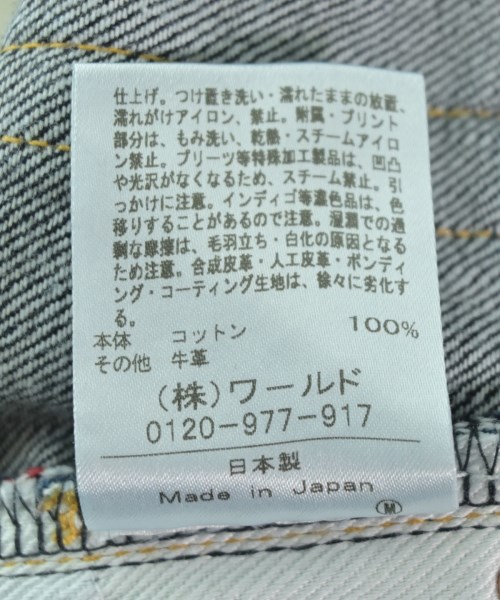 仕上げ。つけ置き洗い・濡れたままの放置、
濡れがけアイロン、禁止。附属・プリント
部分は、もみ洗い、乾熱・スチームアイロ
ン禁止。プリーツ等特殊加工製品は、凹凸
や光沢がなくなるため、スチーム禁止。引
っかけに注意。インディゴ等濃色品は、色
移りすることがあるので注意。湿潤での過
剰な摩擦は、毛羽立ち・白化の原因となる
ため注意。合成皮革・人工皮革・ボンディ
ング・コーティング生地は、徐々に劣化す
る。
本体 コットン 100%
その他 牛革
(株)ワールド
0120-977-917
日本製
Made in Japan
M